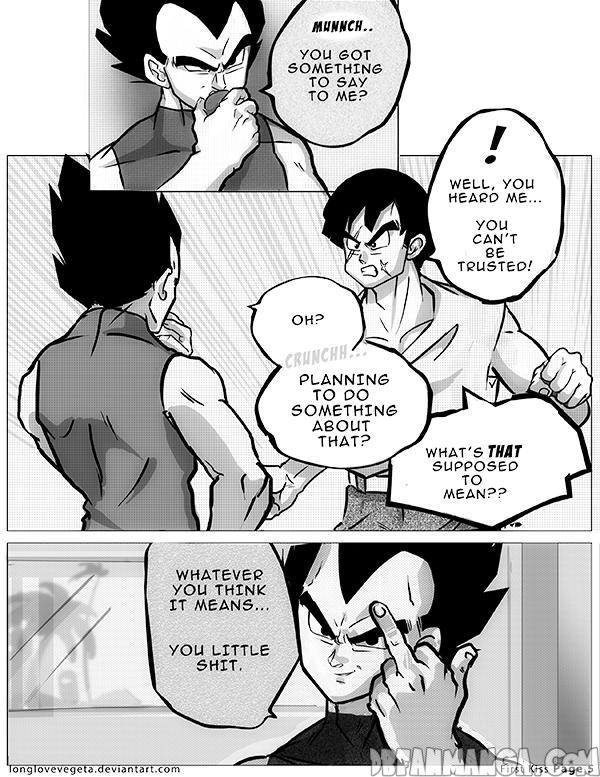 MUNNCH..
YOU GOT
SOMETHING
TO SAY
TO ME?
!
WELL, YOU
HEARD ME...
YOU
CAN'T
BE
TRUSTED!
OH?
CRUNCHH...
PLANNING
TO DO
SOMETHING
ABOUT
THAT?
WHAT'S THAT
SUPPOSED
TO
MEAN??
WHATEVER
YOU THINK
IT MEANS...
YOU LITTLE
SHIT.
longlovevegeta.deviantart.com
DBFANMANGA.COM
First Kiss Page 5